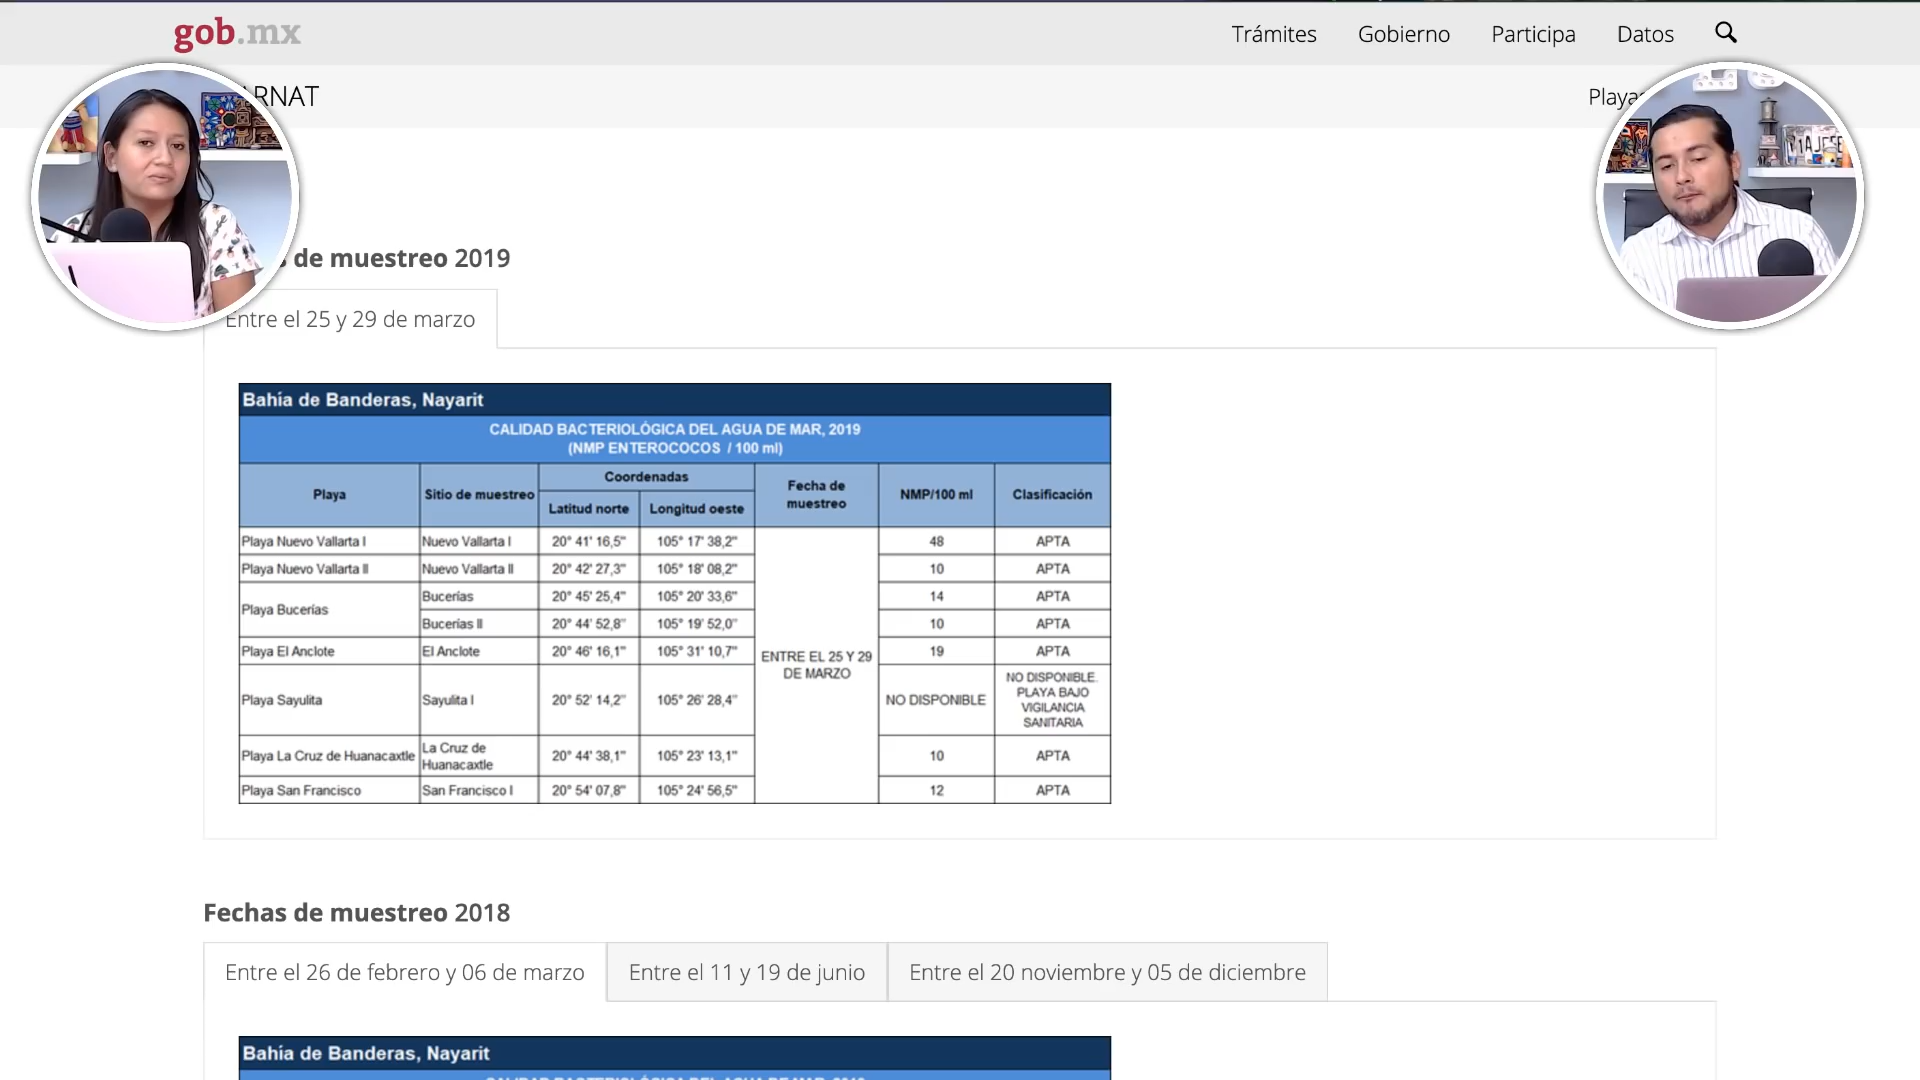 gob.mx
Trámites
Gobierno
Participa
Datos
RNAT
Playas
de muestreo 2019
Entre el 25 y 29 de marzo
Bahía de Banderas, Nayarit
CALIDAD BACTERIOLÓGICA DEL AGUA DE MAR, 2019
(NMP ENTEROCOCOS / 100 ml)
Playa
Sitio de muestreo
Coordenadas
Latitud norte
Longitud oeste
Fecha de
muestreo
NMP/100 ml
Clasificación
Playa Nuevo Vallarta I Nuevo Vallarta I 20° 41' 16,5" 105° 17' 38,2" 48 APTA
Playa Nuevo Vallarta II Nuevo Vallarta II 20° 42' 27,3" 105° 18' 08,2" 10 APTA
Playa Bucerías
Bucerías 20° 45' 25,4" 105° 20' 33,6" 14 APTA
Bucerías II 20° 44' 52,8" 105° 19' 52,0" 10 APTA
Playa El Anclote El Anclote 20° 46' 16,1" 105° 31' 10,7" 19 APTA
ENTRE EL 25 Y 29
DE MARZO
Playa Sayulita Sayulita I 20° 52' 14,2" 105° 26' 28,4" NO DISPONIBLE
NO DISPONIBLE.
PLAYA BAJO
VIGILANCIA
SANITARIA
Playa La Cruz de Huanacaxtle
La Cruz de
Huanacaxtle
20° 44' 38,1" 105° 23' 13,1" 10 APTA
Playa San Francisco San Francisco I 20° 54' 07,8" 105° 24' 56,5" 12 APTA
Fechas de muestreo 2018
Entre el 26 de febrero y 06 de marzo
Entre el 11 y 19 de junio
Entre el 20 noviembre y 05 de diciembre
Bahía de Banderas, Nayarit